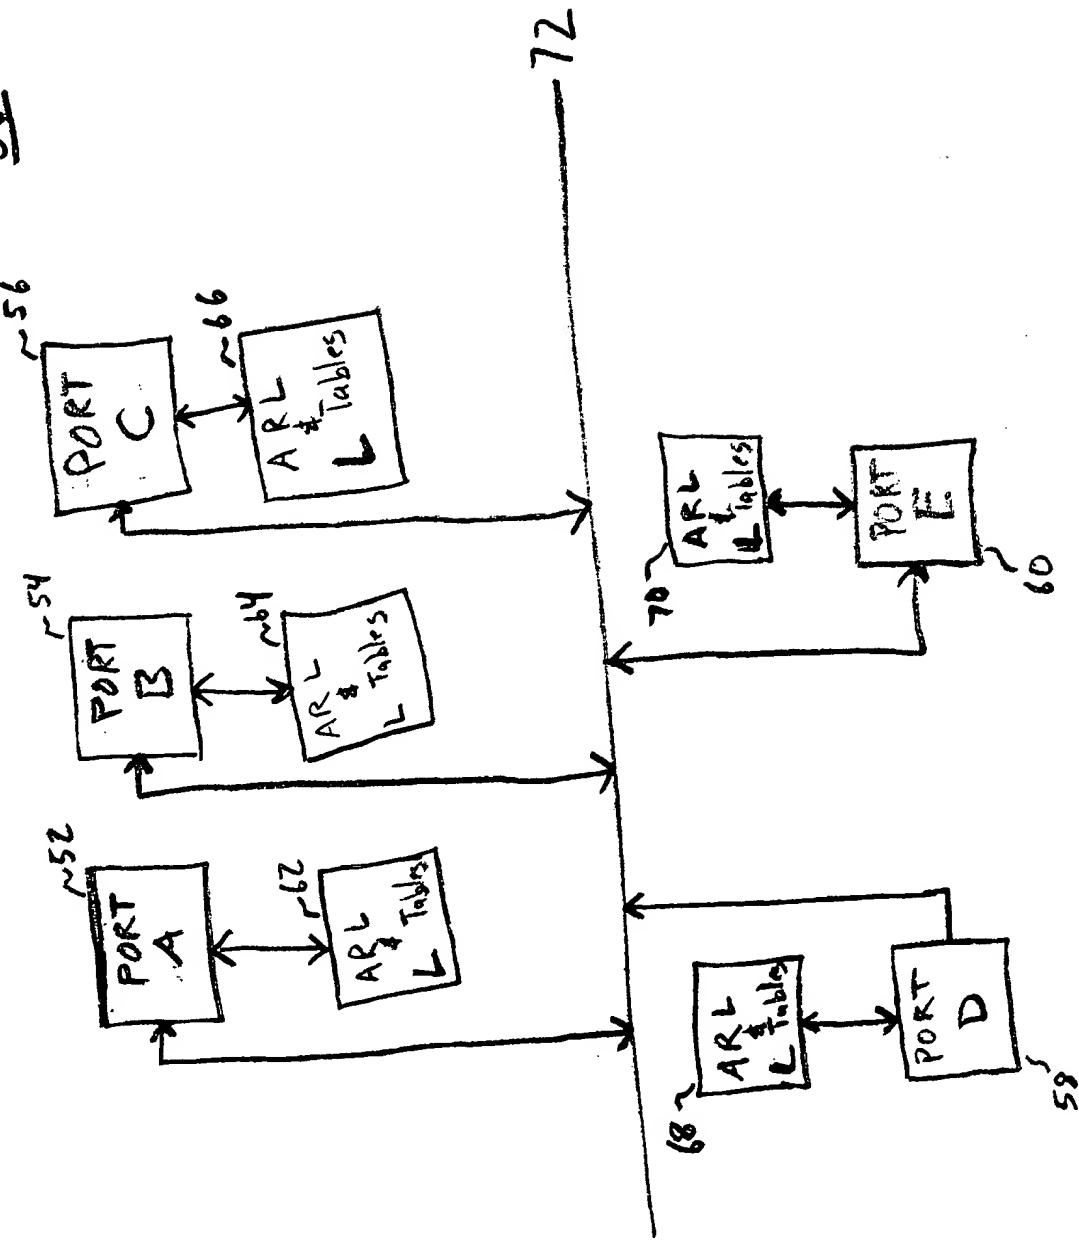 72
~56
PORT
C
~66
ARL
&
L Tables
~54
PORT
B
~64
ARL
&
L Tables
~52
PORT
A
~62
ARL
&
L Tables
70~
ARL
&
L Tables
PORT
E
~60
68~
ARL
&
L Tables
PORT
D
~58